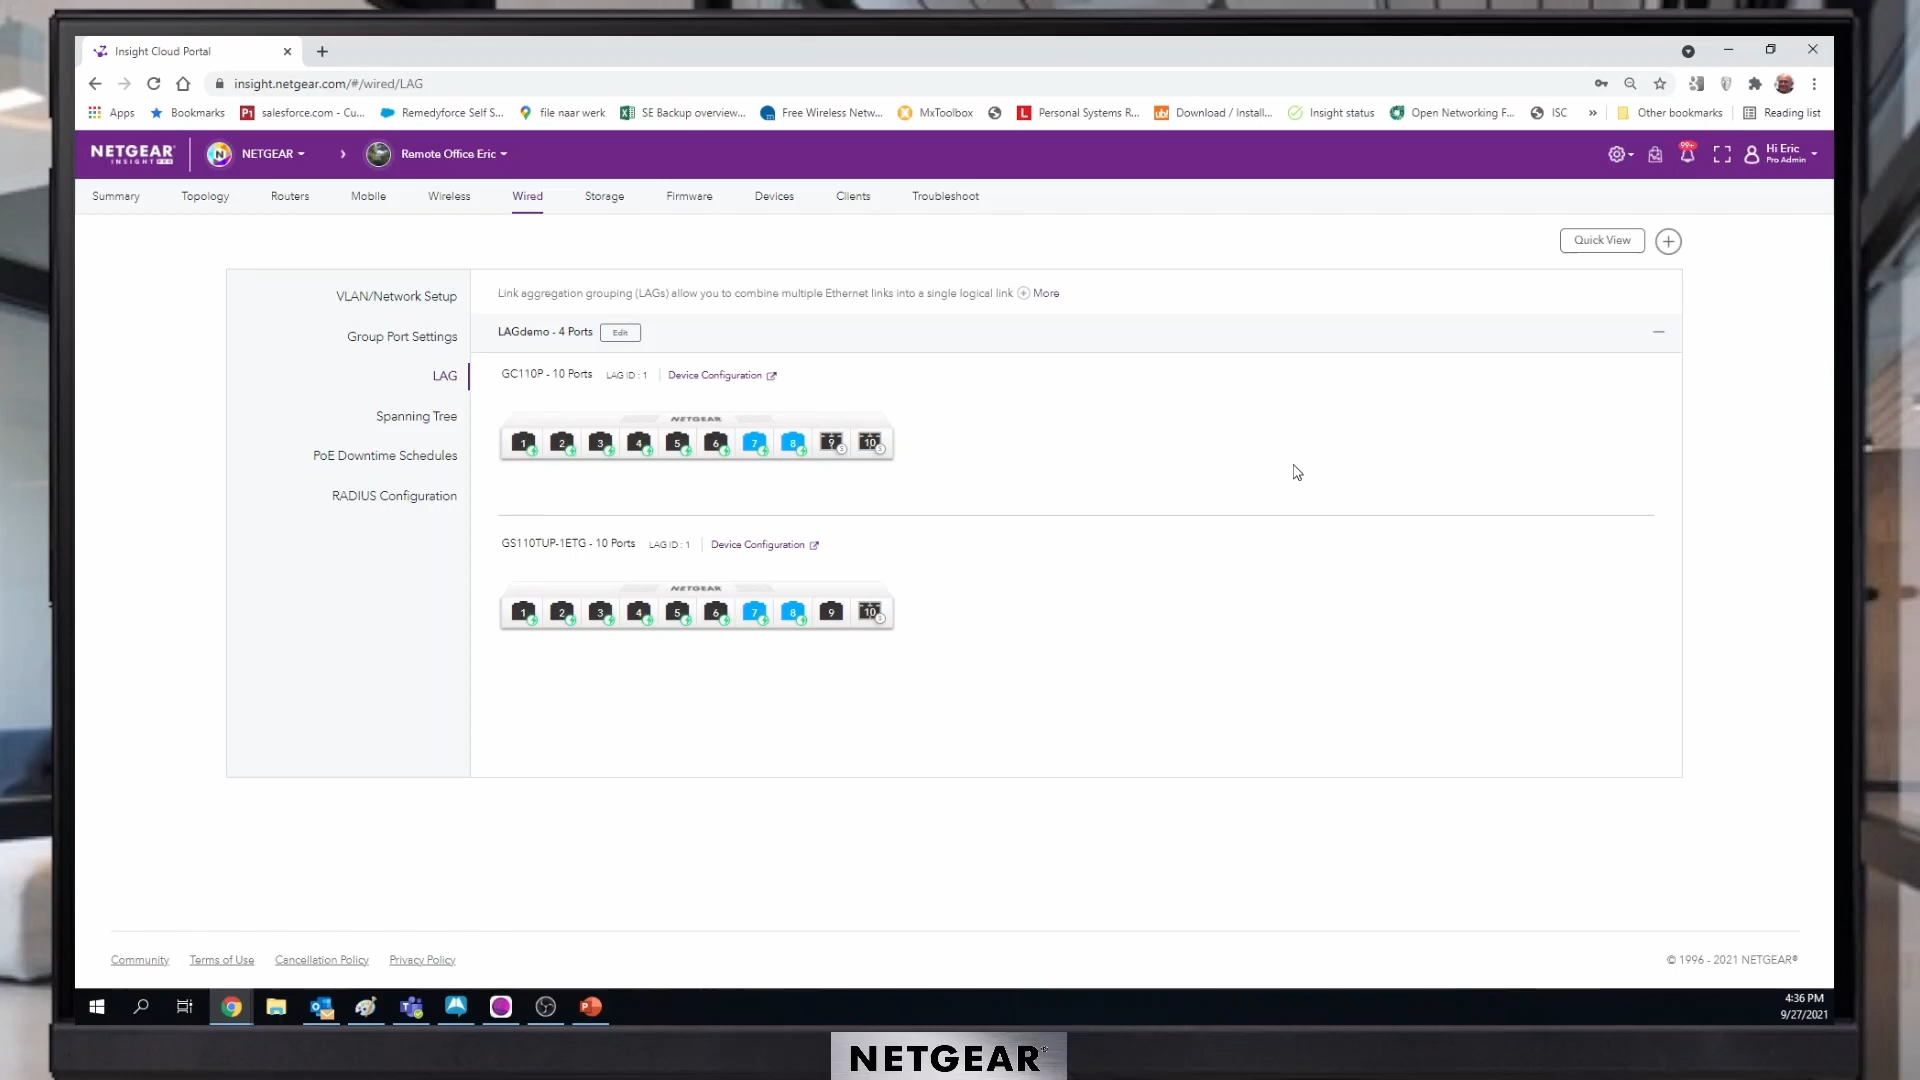 Insight Cloud Portal
insight.netgear.com/#/wired/LAG
Apps Bookmarks salesforce.com - Cu... Remedyforce Self S... file naar werk SE Backup overview... Free Wireless Netw... MxToolbox Personal Systems R... Download / Install... Insight status Open Networking F... ISC » Other bookmarks Reading list
NETGEAR INSIGHT PRO
NETGEAR
Remote Office Eric
99+
Hi Eric
Pro Admin
Summary Topology Routers Mobile Wireless Wired Storage Firmware Devices Clients Troubleshoot
Quick View
VLAN/Network Setup
Group Port Settings
LAG
Spanning Tree
PoE Downtime Schedules
RADIUS Configuration
Link aggregation grouping (LAGs) allow you to combine multiple Ethernet links into a single logical link More
LAGdemo - 4 Ports Edit
GC110P - 10 Ports LAG ID : 1 Device Configuration
NETGEAR
1 2 3 4 5 6 7 8 9 10
GS110TUP-1ETG - 10 Ports LAG ID : 1 Device Configuration
NETGEAR
1 2 3 4 5 6 7 8 9 10
Community Terms of Use Cancellation Policy Privacy Policy
© 1996 - 2021 NETGEAR®
4:36 PM
9/27/2021
NETGEAR®